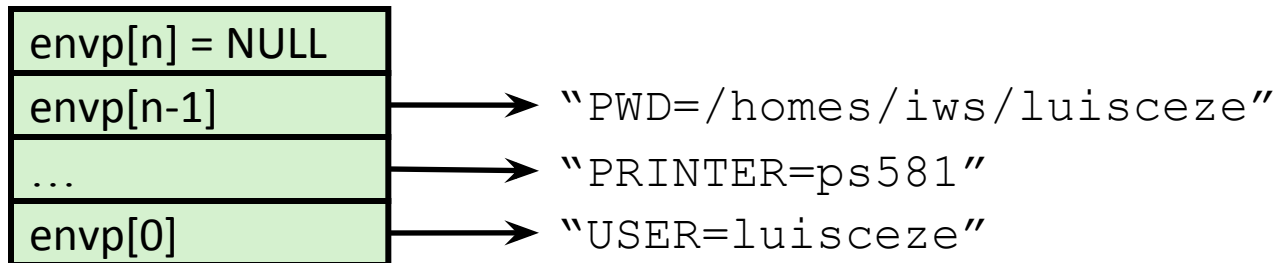 envp[n] = NULL
envp[n-1] “PWD=/homes/iws/luisceze”
... “PRINTER=ps581”
envp[0] “USER=luisceze”